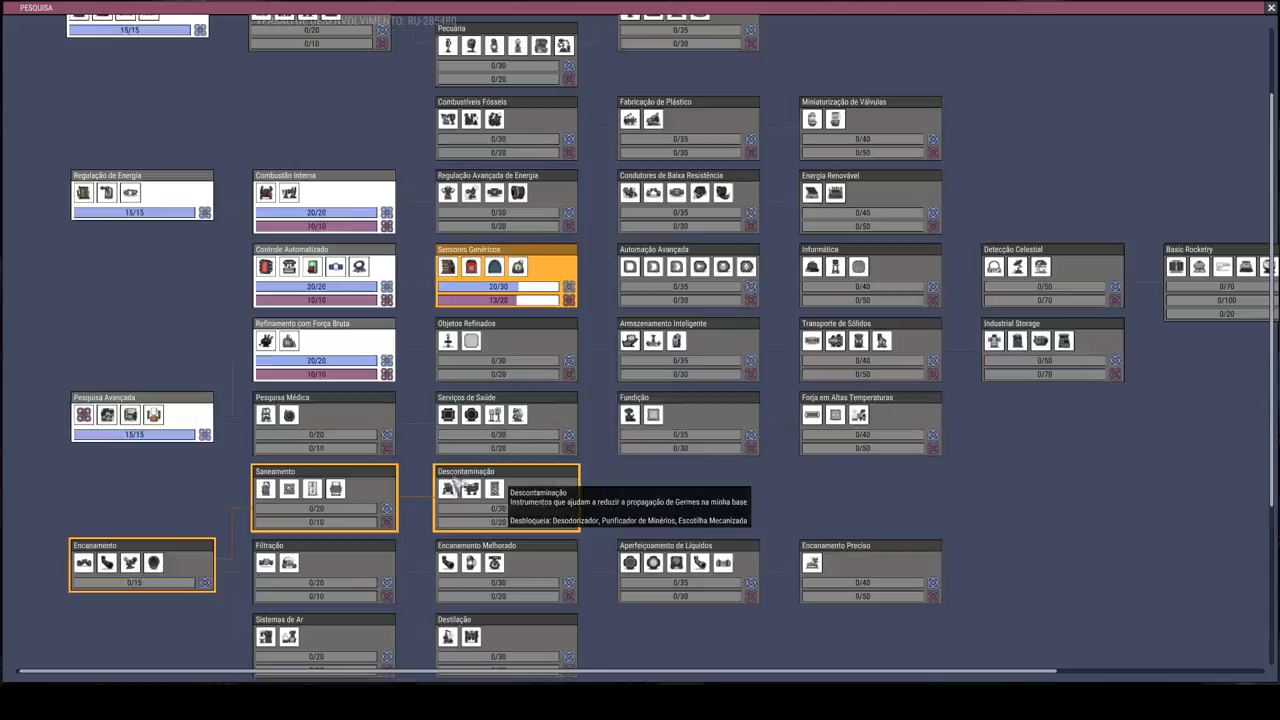 PESQUISA
VERSÃO DE DESENVOLVIMENTO: RU-285480
15/15
0/20
0/10
Pecuária
0/30
0/20
0/35
0/30
Combustíveis Fósseis
0/30
0/20
Fabricação de Plástico
0/35
0/30
Miniaturização de Válvulas
0/40
0/50
Regulação de Energia
15/15
Combustão Interna
20/20
10/10
Regulação Avançada de Energia
0/30
0/20
Condutores de Baixa Resistência
0/35
0/30
Energia Renovável
0/40
0/50
Controle Automatizado
20/20
10/10
Sensores Genéricos
20/30
13/20
Automação Avançada
0/35
0/30
Informática
0/40
0/50
Detecção Celestial
0/50
0/70
Basic Rocketry
0/70
0/100
0/20
Refinamento com Força Bruta
20/20
10/10
Objetos Refinados
0/30
0/20
Armazenamento Inteligente
0/35
0/30
Transporte de Sólidos
0/40
0/50
Industrial Storage
0/50
0/70
Pesquisa Avançada
15/15
Pesquisa Médica
0/20
0/10
Serviços de Saúde
0/30
0/20
Fundição
0/35
0/30
Forja em Altas Temperaturas
0/40
0/50
Saneamento
0/20
0/10
Descontaminação
0/30
0/20
Descontaminação
Instrumentos que ajudam a reduzir a propagação de Germes na minha base
Desbloqueia: Desodorizador, Purificador de Minérios, Escotilha Mecanizada
Encanamento
0/15
Filtração
0/20
0/10
Encanamento Melhorado
0/30
0/20
Aperfeiçoamento de Líquidos
0/35
0/30
Encanamento Preciso
0/40
0/50
Sistemas de Ar
0/20
Destilação
0/30